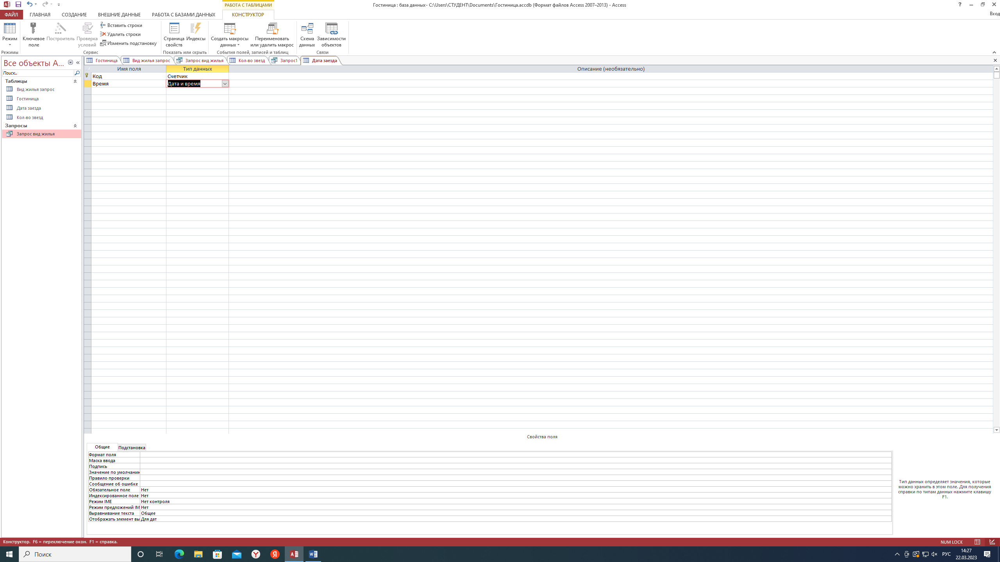 РАБОТА С ТАБЛИЦАМИ
Гостиница : база данных- C:\Users\СТУДЕНТ\Documents\Гостиница.accdb (Формат файлов Access 2007–2013) - Access
ФАЙЛ ГЛАВНАЯ СОЗДАНИЕ ВНЕШНИЕ ДАННЫЕ РАБОТА С БАЗАМИ ДАННЫХ КОНСТРУКТОР Вход
Режим
Ключевое поле
Построитель
Проверка условий
Вставить строки
Удалить строки
Изменить подстановку
Страница свойств
Индексы
Создать макросы данных
Переименовать или удалить макрос
Схема данных
Зависимости объектов
Режимы Сервис Показать или скрыть События полей, записей и таблиц Связи
Все объекты А...
Поиск...
Таблицы
Вид жилья запрос
Гостиница
Дата заезда
Кол-во звезд
Запросы
Запрос вид жилья
Гостиница Вид жилья запрос Запрос вид жилья Кол-во звезд Запрос1 Дата заезда
Имя поля Тип данных Описание (необязательно)
Код Счетчик
Время Дата и время
Свойства поля
Общие Подстановка
Формат поля
Маска ввода
Подпись
Значение по умолчани
Правило проверки
Сообщение об ошибке
Обязательное поле Нет
Индексированное поле Нет
Режим IME Нет контроля
Режим предложений IM Нет
Выравнивание текста Общее
Отображать элемент вы Для дат
Тип данных определяет значения, которые
можно хранить в этом поле. Для получения
справки по типам данных нажмите клавишу
F1.
Конструктор. F6 = переключение окон. F1 = справка. NUM LOCK
Поиск РУС 14:27
22.03.2023